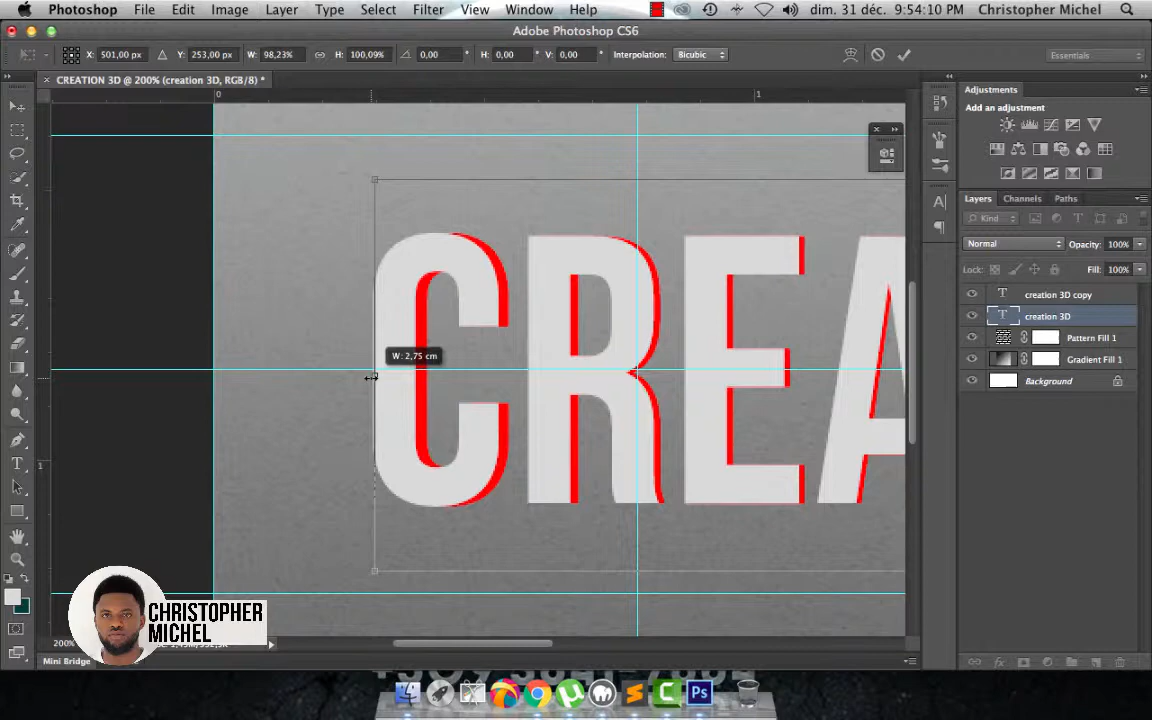 Photoshop File Edit Image Layer Type Select Filter View Window Help dim. 31 déc. 9:54:10 PM Christopher Michel
Adobe Photoshop CS6
X: 501,00 px Y: 253,00 px W: 98,23% H: 100,09% 0,00 ° H: 0,00 ° V: 0,00 ° Interpolation: Bicubic Essentials
CREATION 3D @ 200% (creation 3D, RGB/8) *
0 1
Adjustments
Add an adjustment
Layers Channels Paths
Kind
Normal Opacity: 100%
Lock: Fill: 100%
creation 3D copy
creation 3D
Pattern Fill 1
Gradient Fill 1
Background
CREA
W: 2,75 cm
1
CHRISTOPHER
MICHEL
200%
Mini Bridge